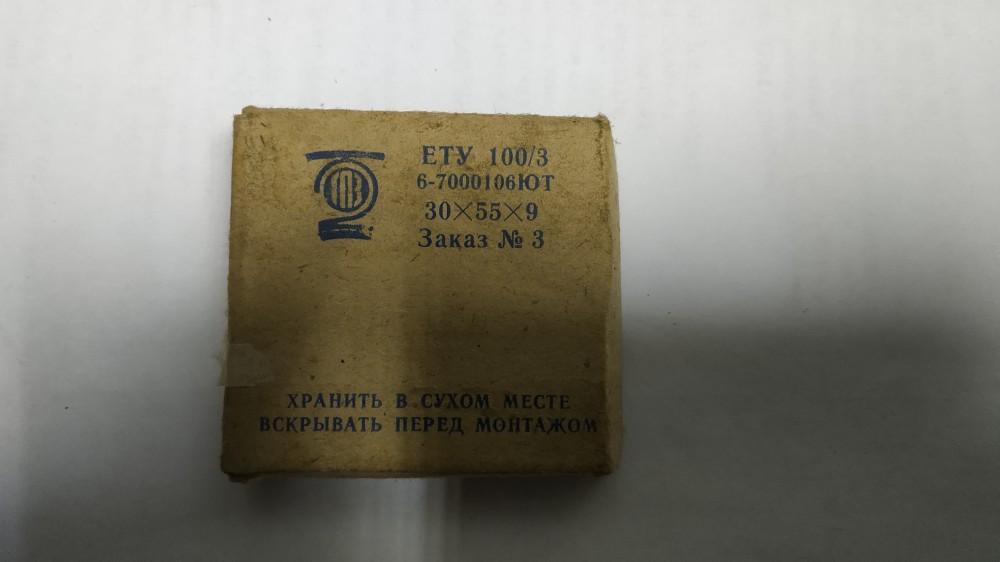 ЕТУ 100/3
6-7000106ЮТ
30×55×9
Заказ № 3
ХРАНИТЬ В СУХОМ МЕСТЕ
ВСКРЫВАТЬ ПЕРЕД МОНТАЖОМ